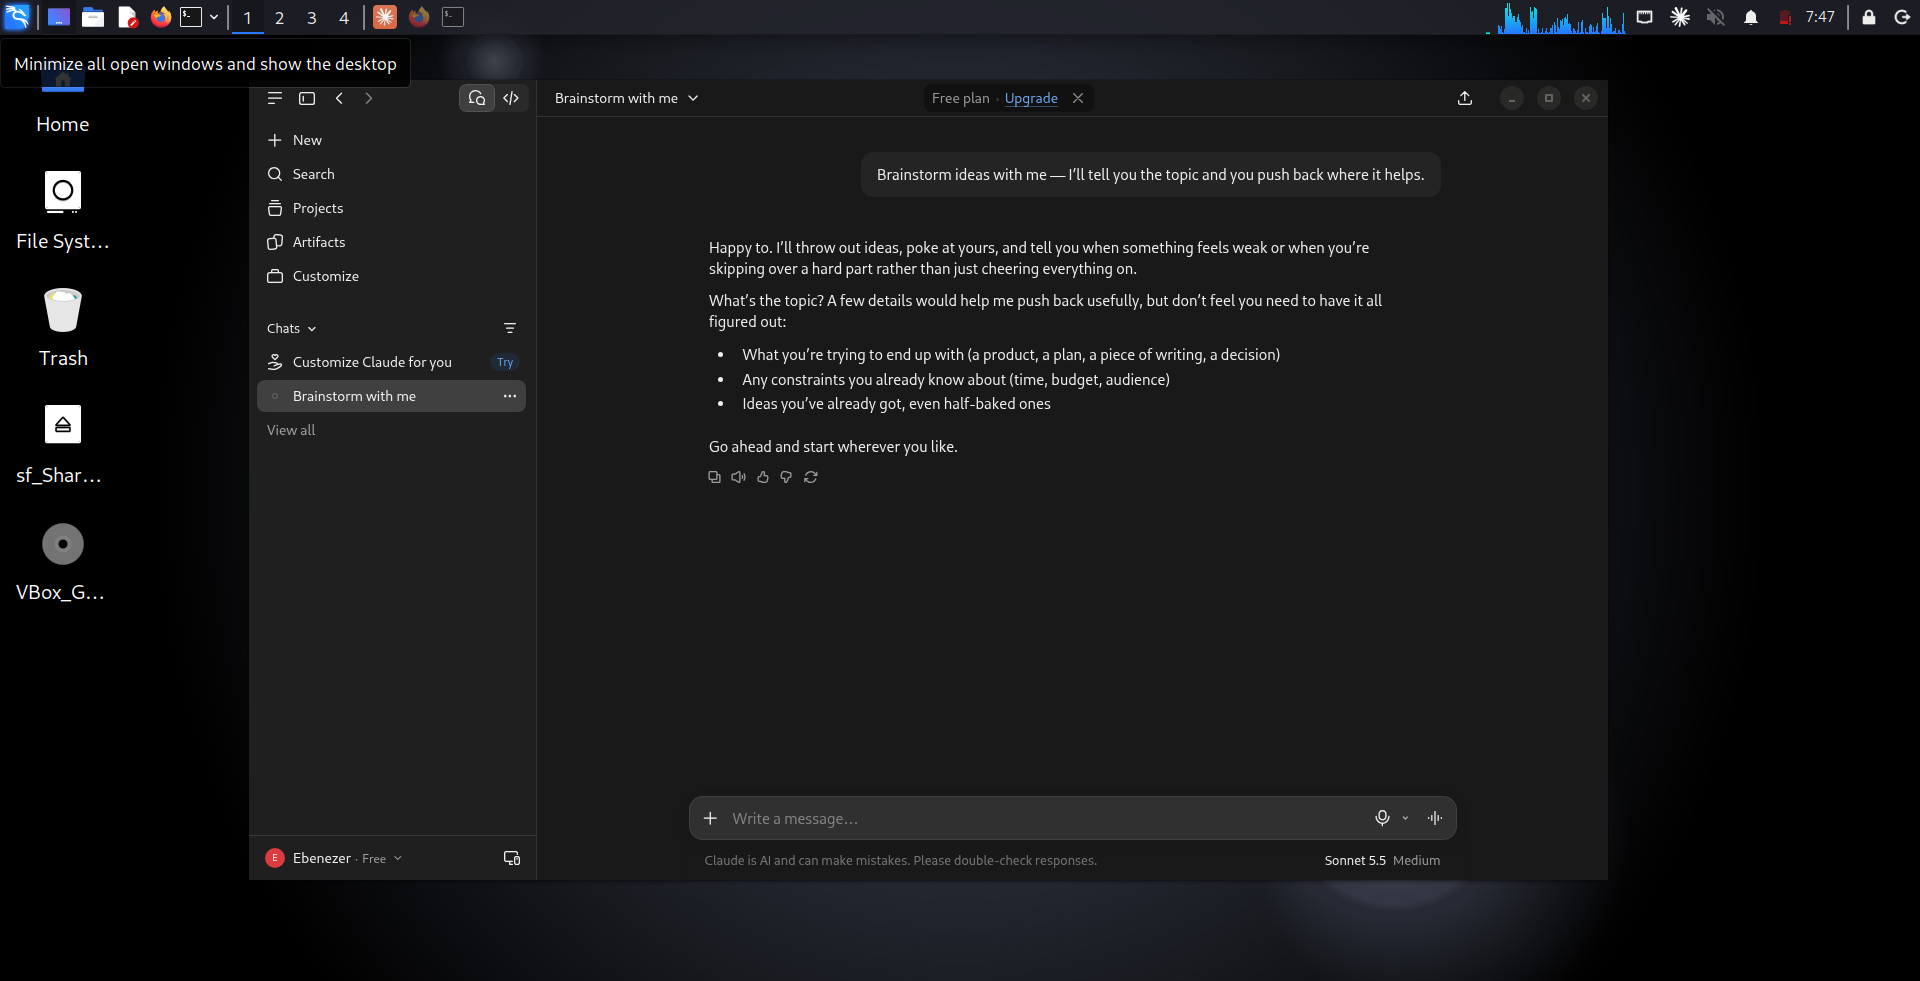 1 2 3 4
7:47
Minimize all open windows and show the desktop
Home
File Syst...
Trash
sf_Shar...
VBox_G...
Brainstorm with me
Free plan · Upgrade
New
Search
Projects
Artifacts
Customize
Chats
Customize Claude for you Try
Brainstorm with me
View all
Brainstorm ideas with me — I'll tell you the topic and you push back where it helps.
Happy to. I'll throw out ideas, poke at yours, and tell you when something feels weak or when you're
skipping over a hard part rather than just cheering everything on.
What's the topic? A few details would help me push back usefully, but don't feel you need to have it all
figured out:
• What you're trying to end up with (a product, a plan, a piece of writing, a decision)
• Any constraints you already know about (time, budget, audience)
• Ideas you've already got, even half-baked ones
Go ahead and start wherever you like.
Write a message...
E Ebenezer · Free
Claude is AI and can make mistakes. Please double-check responses.
Sonnet 5.5 Medium